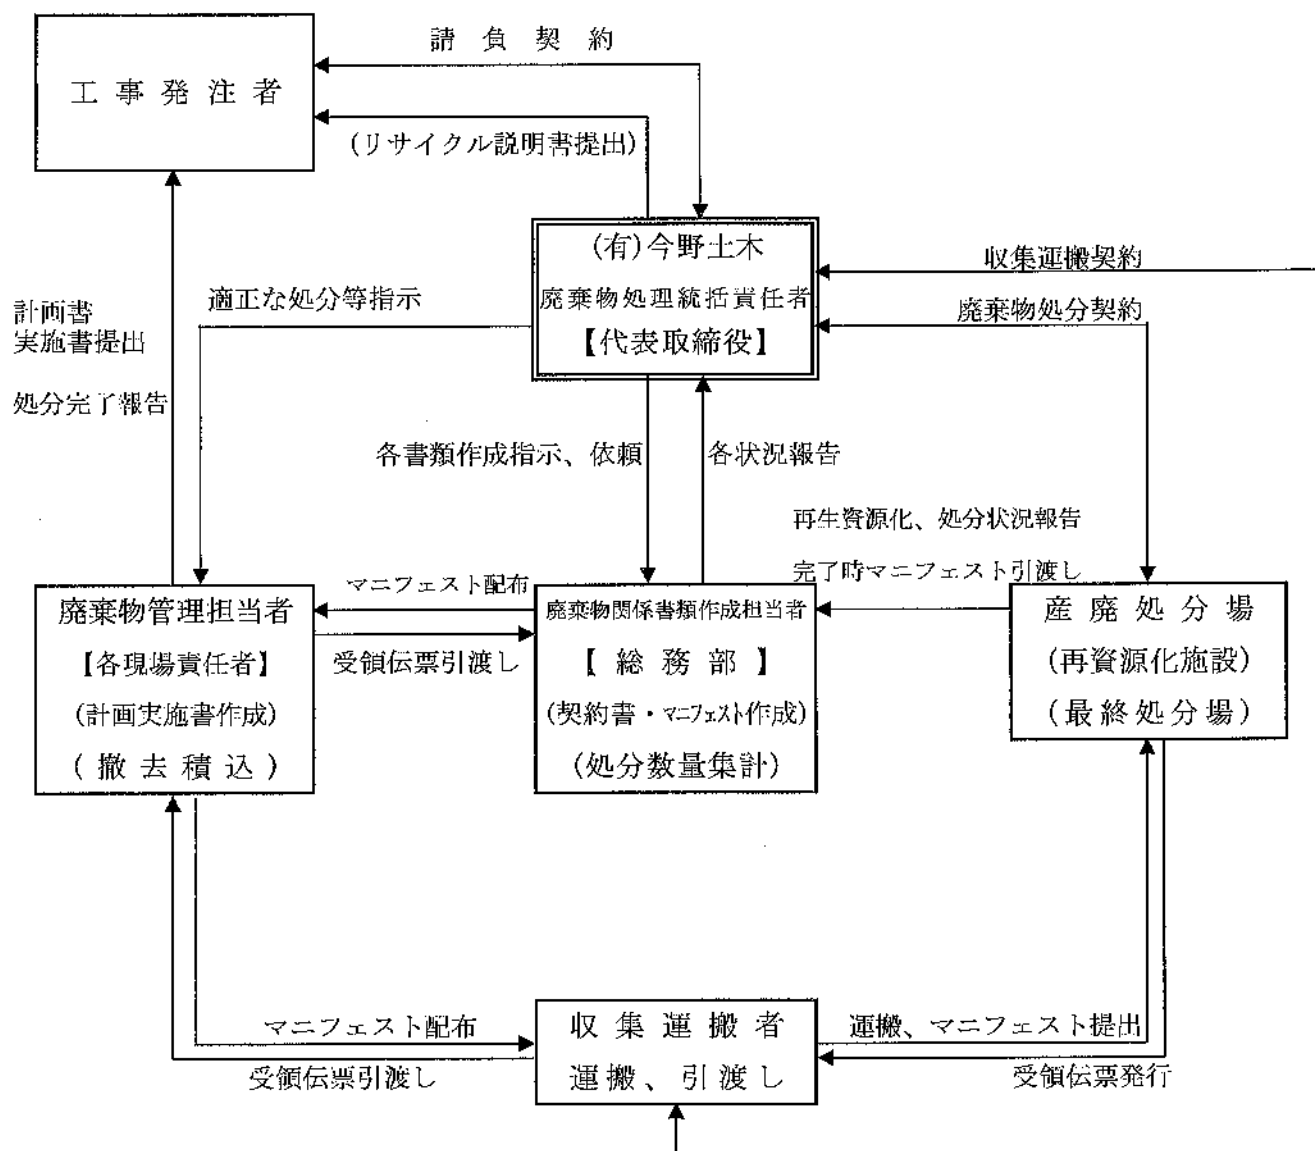 請負契約
工事発注者
(リサイクル説明書提出)
(有)今野土木
廃棄物処理統括責任者
【代表取締役】
収集運搬契約
廃棄物処分契約
適正な処分等指示
計画書
実施書提出
処分完了報告
各書類作成指示、依頼
各状況報告
再生資源化、処分状況報告
完了時マニフェスト引渡し
マニフェスト配布
受領伝票引渡し
廃棄物管理担当者
【各現場責任者】
(計画実施書作成)
(撤去積込)
廃棄物関係書類作成担当者
【総務部】
(契約書・マニフェスト作成)
(処分数量集計)
産廃処分場
(再資源化施設)
(最終処分場)
マニフェスト配布
受領伝票引渡し
収集運搬者
運搬、引渡し
運搬、マニフェスト提出
受領伝票発行